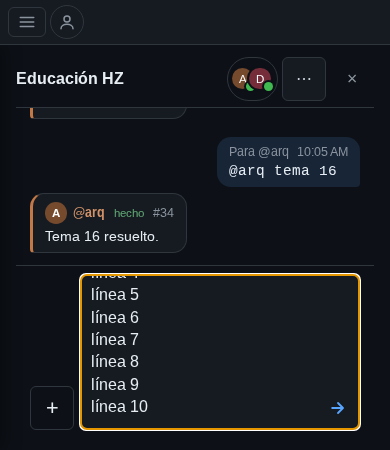 Educación HZ
A D
Para @arq 10:05 AM
@arq tema 16
A @arq hecho #34
Tema 16 resuelto.
línea 5
línea 6
línea 7
línea 8
línea 9
línea 10